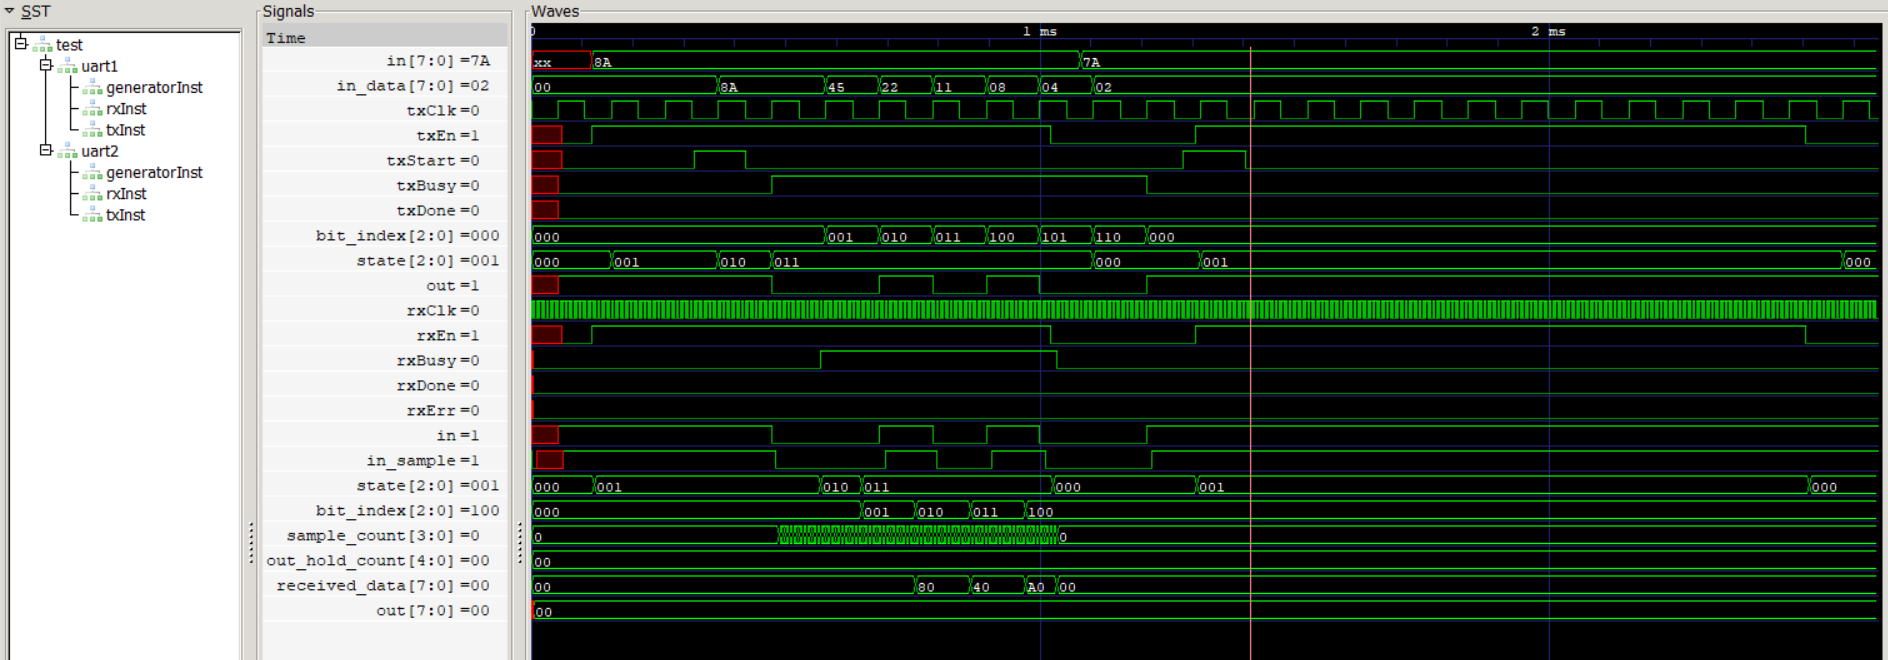 SST
test
uart1
generatorInst
rxInst
txInst
uart2
generatorInst
rxInst
txInst
Signals
Time
in[7:0] =7A
in_data[7:0] =02
txClk =0
txEn =1
txStart =0
txBusy =0
txDone =0
bit_index[2:0] =000
state[2:0] =001
out =1
rxClk =0
rxEn =1
rxBusy =0
rxDone =0
rxErr =0
in =1
in_sample =1
state[2:0] =001
bit_index[2:0] =100
sample_count[3:0] =0
out_hold_count[4:0] =00
received_data[7:0] =00
out[7:0] =00
Waves
0 1 ms 2 ms
xx 8A 7A
00 8A 45 22 11 08 04 02
000 001 010 011 100 101 110 000
000 001 010 011 000 001 000
000 001 010 011 000 001 000
000 001 010 011 100
0 0
00
00 80 40 A0 00
00